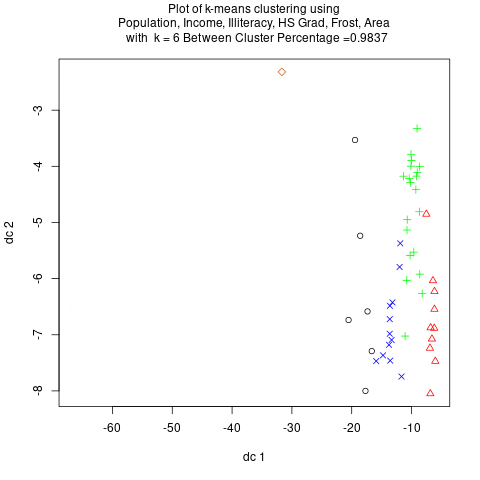 Plot of k-means clustering using
Population, Income, Illiteracy, HS Grad, Frost, Area
with k = 6 Between Cluster Percentage =0.9837
-3
-4
-5
-6
-7
-8
dc 2
-60
-50
-40
-30
-20
-10
dc 1